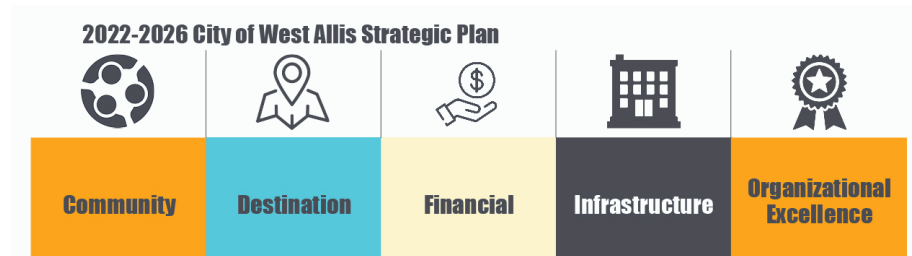 2022-2026 City of West Allis Strategic Plan
$
Community
Destination
Financial
Infrastructure
Organizational
Excellence